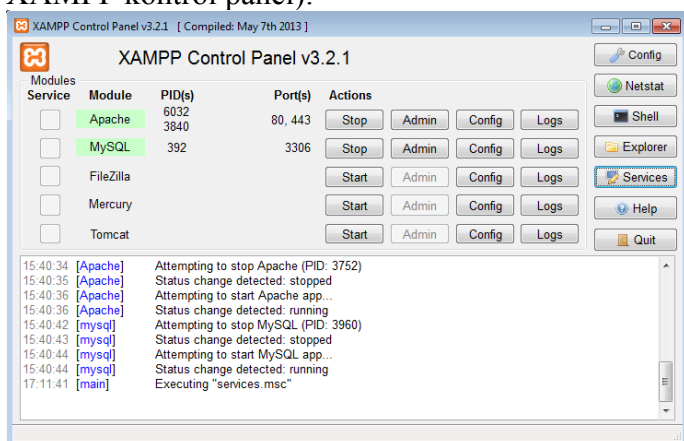 XAMPP kontrol panel):
XAMPP Control Panel v3.2.1 [ Compiled: May 7th 2013 ]
XAMPP Control Panel v3.2.1
Config
Modules
Netstat
Service Module PID(s) Port(s) Actions
Apache 6032 3840 80, 443 Stop Admin Config Logs
Shell
MySQL 392 3306 Stop Admin Config Logs
Explorer
FileZilla Start Admin Config Logs
Services
Mercury Start Admin Config Logs
Help
Tomcat Start Admin Config Logs
Quit
15:40:34 [Apache] Attempting to stop Apache (PID: 3752)
15:40:35 [Apache] Status change detected: stopped
15:40:36 [Apache] Attempting to start Apache app...
15:40:36 [Apache] Status change detected: running
15:40:42 [mysql] Attempting to stop MySQL (PID: 3960)
15:40:43 [mysql] Status change detected: stopped
15:40:44 [mysql] Attempting to start MySQL app...
15:40:44 [mysql] Status change detected: running
17:11:41 [main] Executing "services.msc"